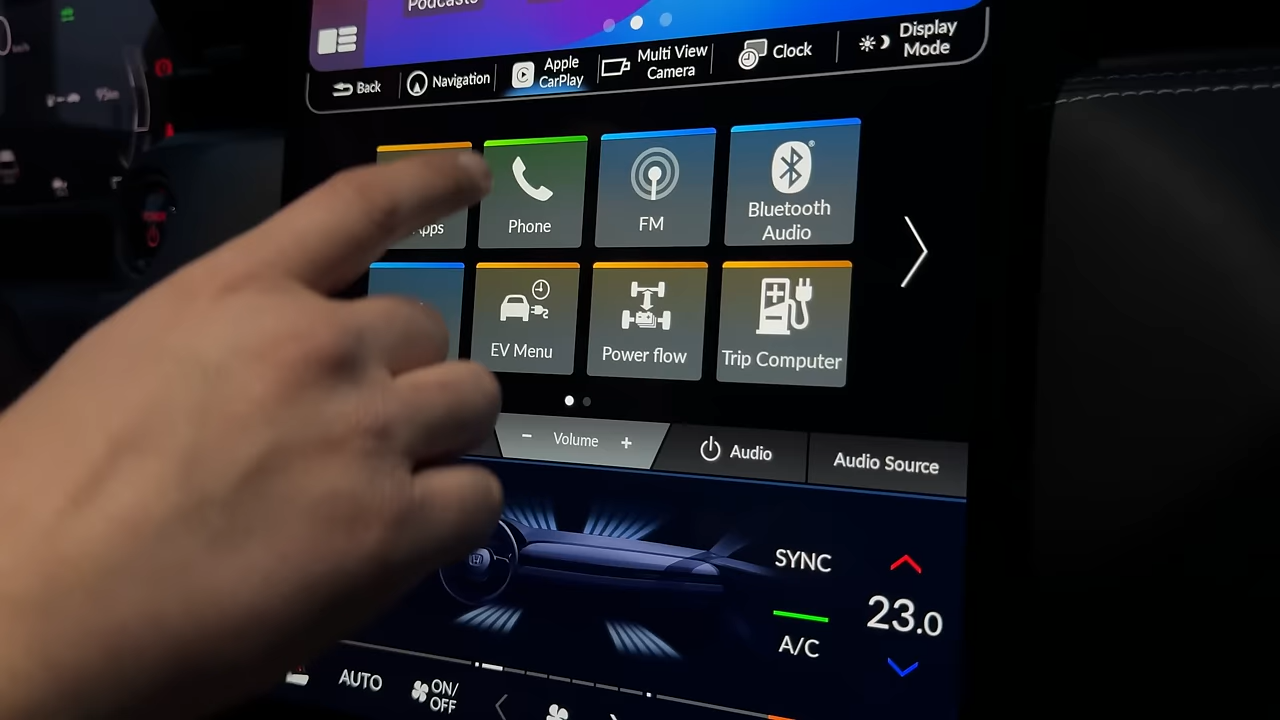 Podcasts
Back
Navigation
Apple
CarPlay
Multi View
Camera
Clock
Display
Mode
Phone
FM
Bluetooth
Audio
EV Menu
Power flow
Trip Computer
- Volume +
Audio
Audio Source
SYNC
A/C
23.0
AUTO
ON/
OFF